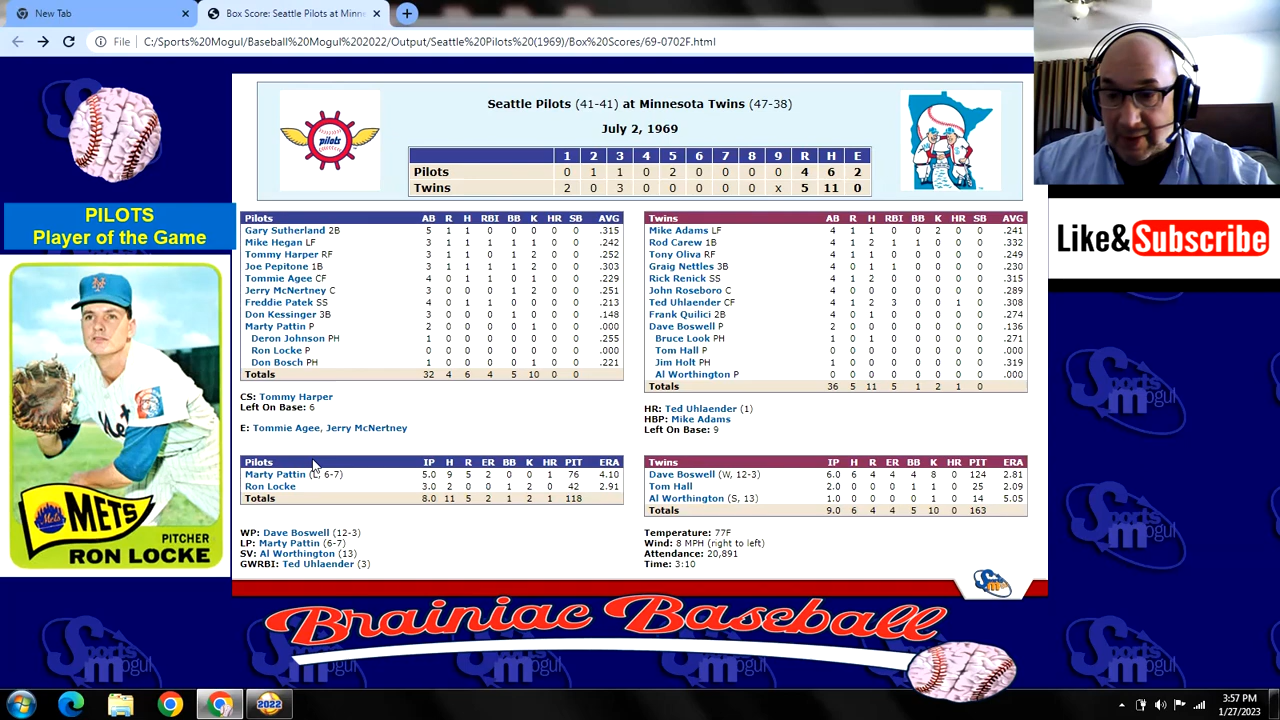 New Tab
Box Score: Seattle Pilots at Minne
File C:/Sports%20Mogul/Baseball%20Mogul%202022/Output/Seattle%20Pilots%20(1969)/Box%20Scores/69-0702F.html
Seattle Pilots (41-41) at Minnesota Twins (47-38)
July 2, 1969
pilots
1 2 3 4 5 6 7 8 9 R H E
Pilots 0 1 1 0 2 0 0 0 0 4 6 2
Twins 2 0 3 0 0 0 0 0 x 5 11 0
PILOTS
Player of the Game
Like& Subscribe
Pilots AB R H RBI BB K HR SB AVG
Gary Sutherland 2B 5 1 1 0 0 0 0 0 .315
Mike Hegan LF 3 1 1 1 1 1 0 0 .242
Tommy Harper RF 3 1 1 0 1 2 0 0 .252
Joe Pepitone 1B 3 1 1 1 1 2 0 0 .303
Tommie Agee CF 4 0 1 1 0 1 0 0 .229
Jerry McNertney C 3 0 0 0 1 2 0 0 .251
Freddie Patek SS 4 0 1 1 0 0 0 0 .213
Don Kessinger 3B 3 0 0 0 1 0 0 0 .148
Marty Pattin P 2 0 0 0 0 1 0 0 .000
Deron Johnson PH 1 0 0 0 0 0 0 0 .255
Ron Locke P 0 0 0 0 0 0 0 0 .000
Don Bosch PH 1 0 0 0 0 1 0 0 .221
Totals 32 4 6 4 5 10 0 0
CS: Tommy Harper
Left On Base: 6
E: Tommie Agee, Jerry McNertney
Twins AB R H RBI BB K HR SB AVG
Mike Adams LF 4 1 1 0 0 2 0 0 .241
Rod Carew 1B 4 1 2 1 1 0 0 0 .332
Tony Oliva RF 4 1 1 0 0 0 0 0 .249
Graig Nettles 3B 4 0 1 1 0 0 0 0 .230
Rick Renick SS 4 1 1 0 0 0 0 0 .315
John Roseboro C 4 0 0 0 0 0 0 0 .289
Ted Uhlaender CF 4 1 2 3 0 0 1 0 .308
Frank Quilici 2B 4 0 1 0 0 0 0 0 .274
Dave Boswell P 2 0 0 0 0 0 0 0 .136
Bruce Look PH 1 0 1 0 0 0 0 0 .271
Tom Hall P 0 0 0 0 0 0 0 0 .000
Jim Holt PH 1 0 1 0 0 0 0 0 .319
Al Worthington P 0 0 0 0 0 0 0 0 .000
Totals 36 5 11 5 1 2 1 0
HR: Ted Uhlaender (1)
HBP: Mike Adams
Left On Base: 9
Pilots IP H R ER BB K HR PIT ERA
Marty Pattin (L, 6-7) 5.0 9 5 2 0 0 1 76 4.10
Ron Locke 3.0 2 0 0 1 2 0 42 2.91
Totals 8.0 11 5 2 1 2 1 118
WP: Dave Boswell (12-3)
LP: Marty Pattin (6-7)
SV: Al Worthington (13)
GWRBI: Ted Uhlaender (3)
Twins IP H R ER BB K HR PIT ERA
Dave Boswell (W, 12-3) 6.0 6 4 4 4 8 0 124 2.81
Tom Hall 2.0 0 0 0 1 1 0 25 2.09
Al Worthington (S, 13) 1.0 0 0 0 0 1 0 14 5.05
Totals 9.0 6 4 4 5 10 0 163
Temperature: 77F
Wind: 8 MPH (right to left)
Attendance: 20,891
Time: 3:10
METS
PITCHER
RON LOCKE
Brainiac Baseball
Sports Mogul
2022
3:57 PM
1/27/2023